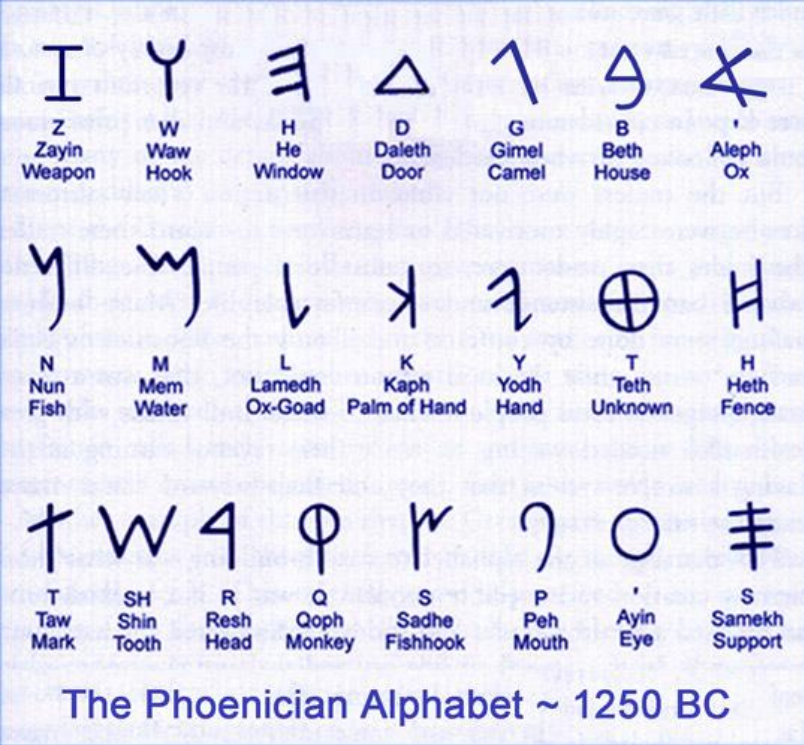 𐤀 𐤁 𐤂 𐤃 𐤄 𐤅 𐤆
Z W H D G B Aleph
Zayin Waw He Daleth Gimel Beth Ox
Weapon Hook Window Door Camel House
𐤇 𐤈 𐤉 𐤊 𐤋 𐤌 𐤍
N M L K Y T H
Nun Mem Lamedh Kaph Yodh Teth Heth
Fish Water Ox-Goad Palm of Hand Hand Unknown Fence
𐤎 𐤏 𐤐 𐤑 𐤒 𐤓 𐤔 𐤕
T SH R Q S P ' S
Taw Shin Resh Qoph Sadhe Peh Ayin Samekh
Mark Tooth Head Monkey Fishhook Mouth Eye Support
The Phoenician Alphabet ~ 1250 BC